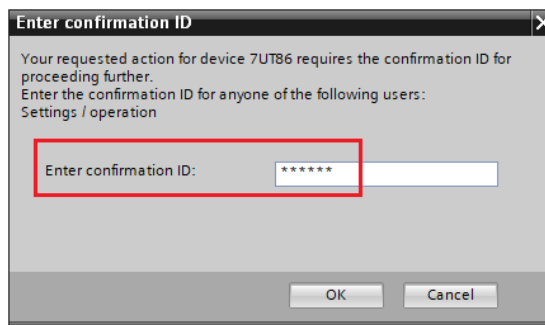 Enter confirmation ID
Your requested action for device 7UT86 requires the confirmation ID for
proceeding further.
Enter the confirmation ID for anyone of the following users:
Settings / operation
Enter confirmation ID: ******
OK Cancel